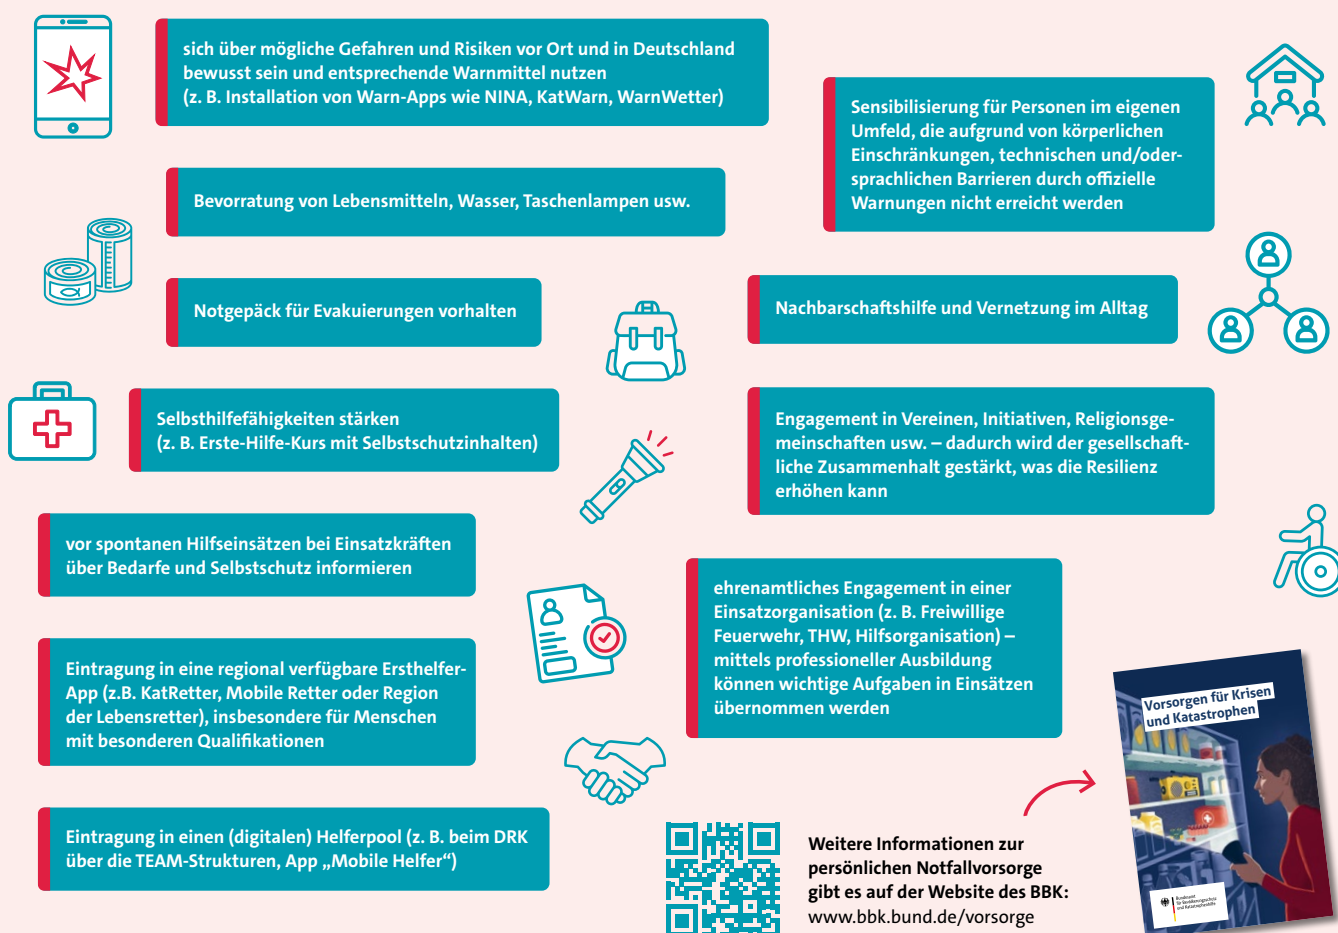 sich über mögliche Gefahren und Risiken vor Ort und in Deutschland
bewusst sein und entsprechende Warnmittel nutzen
(z. B. Installation von Warn-Apps wie NINA, KatWarn, WarnWetter)
Bevorratung von Lebensmitteln, Wasser, Taschenlampen usw.
Notgepäck für Evakuierungen vorhalten
Selbsthilfefähigkeiten stärken
(z. B. Erste-Hilfe-Kurs mit Selbstschutzinhalten)
vor spontanen Hilfseinsätzen bei Einsatzkräften
über Bedarfe und Selbstschutz informieren
Eintragung in eine regional verfügbare Ersthelfer-
App (z.B. KatRetter, Mobile Retter oder Region
der Lebensretter), insbesondere für Menschen
mit besonderen Qualifikationen
Eintragung in einen (digitalen) Helferpool (z. B. beim DRK
über die TEAM-Strukturen, App „Mobile Helfer“)
Sensibilisierung für Personen im eigenen
Umfeld, die aufgrund von körperlichen
Einschränkungen, technischen und/oder-
sprachlichen Barrieren durch offizielle
Warnungen nicht erreicht werden
Nachbarschaftshilfe und Vernetzung im Alltag
Engagement in Vereinen, Initiativen, Religionsge-
meinschaften usw. – dadurch wird der gesellschaft-
liche Zusammenhalt gestärkt, was die Resilienz
erhöhen kann
ehrenamtliches Engagement in einer
Einsatzorganisation (z. B. Freiwillige
Feuerwehr, THW, Hilfsorganisation) –
mittels professioneller Ausbildung
können wichtige Aufgaben in Einsätzen
übernommen werden
Weitere Informationen zur
persönlichen Notfallvorsorge
gibt es auf der Website des BBK:
www.bbk.bund.de/vorsorge
Vorsorgen für Krisen
und Katastrophen
Bundesamt
für Bevölkerungsschutz
und Katastrophenhilfe